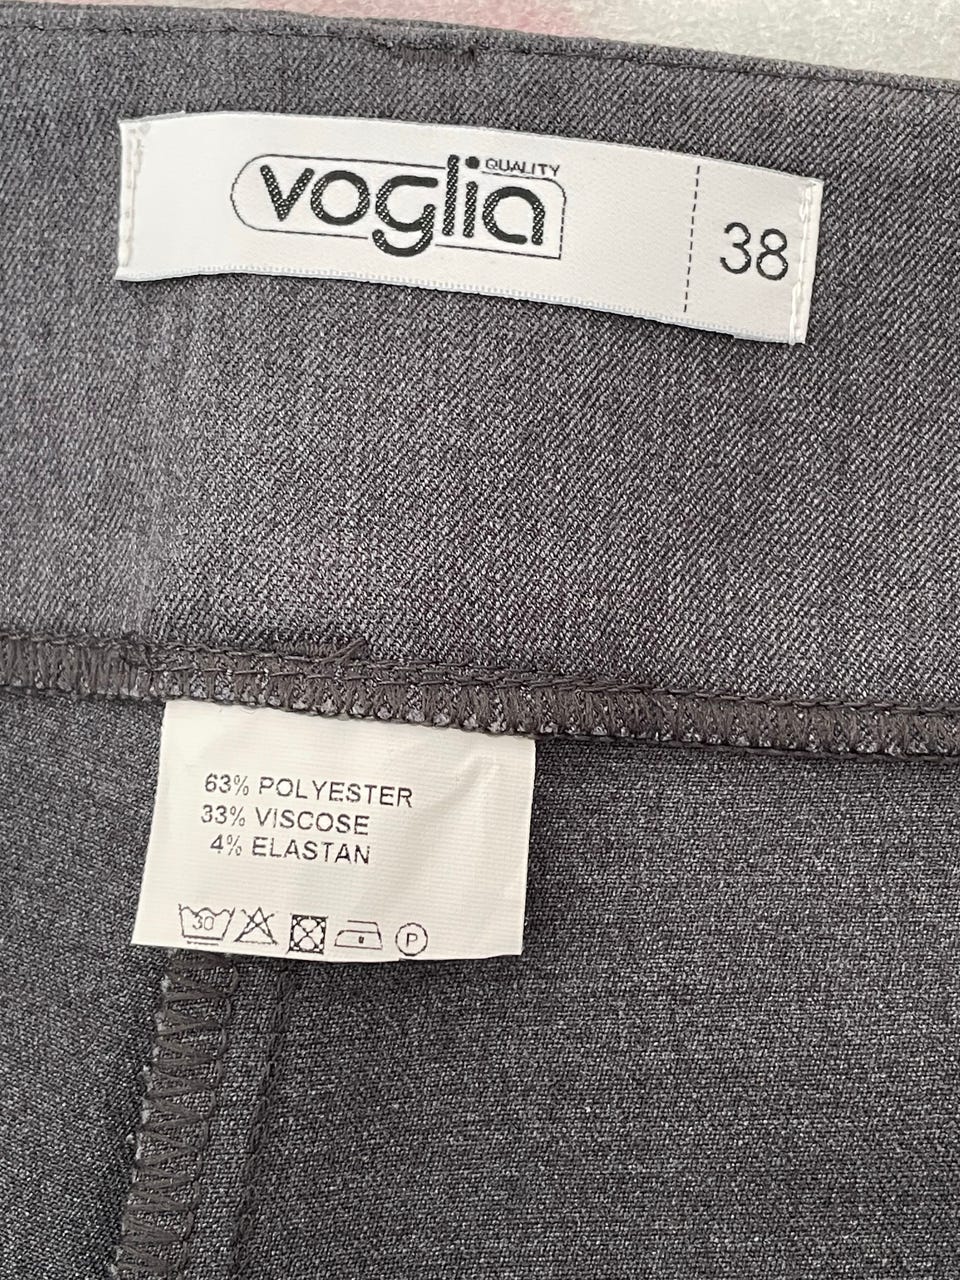 voglia QUALITY
38
63% POLYESTER
33% VISCOSE
4% ELASTAN
30 P